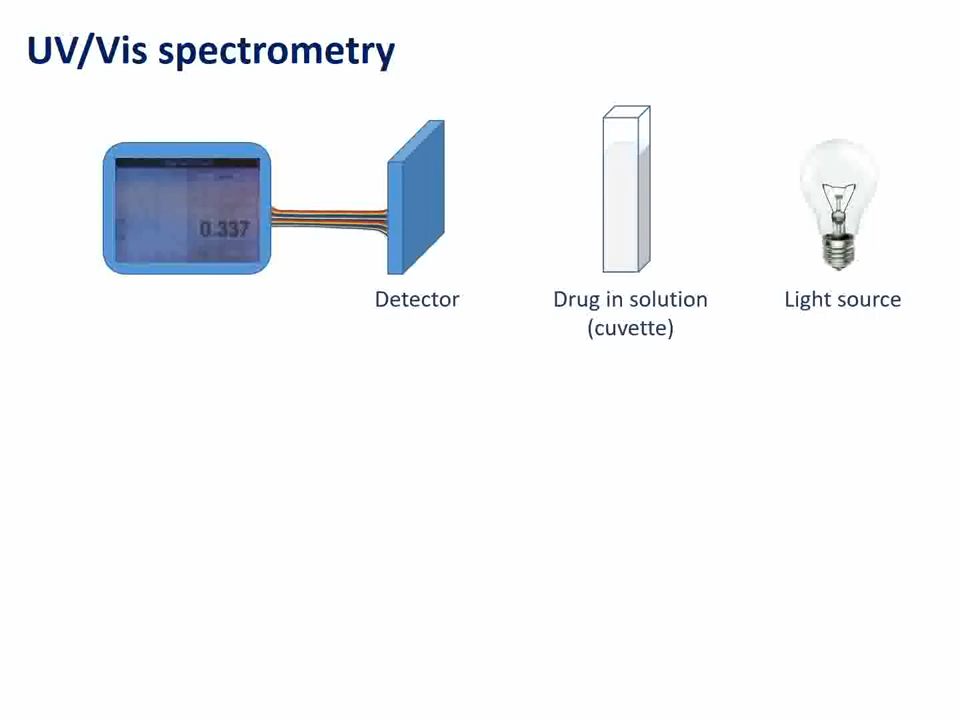 UV/Vis spectrometry
0.337
Detector
Drug in solution
(cuvette)
Light source